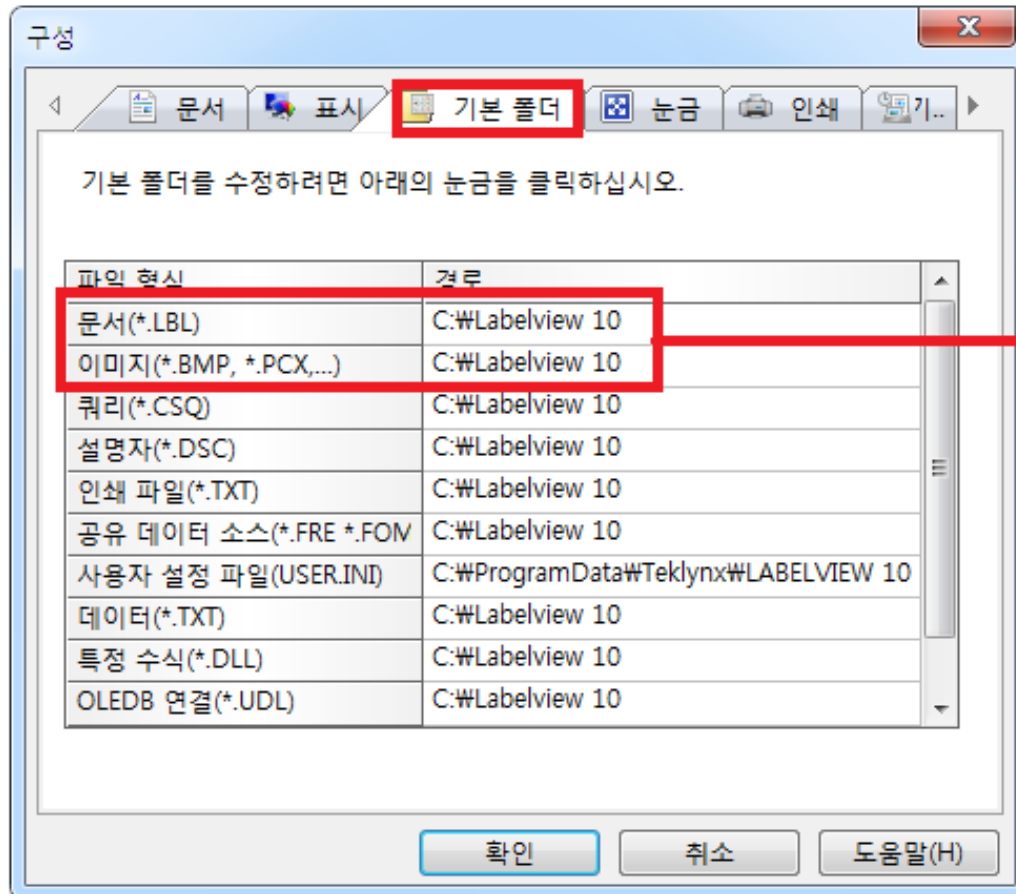 구성
문서 표시 기본 폴더 눈금 인쇄 기..
기본 폴더를 수정하려면 아래의 눈금을 클릭하십시오.
파일 형식 경로
문서(*.LBL) C:₩Labelview 10
이미지(*.BMP, *.PCX,...) C:₩Labelview 10
쿼리(*.CSQ) C:₩Labelview 10
설명자(*.DSC) C:₩Labelview 10
인쇄 파일(*.TXT) C:₩Labelview 10
공유 데이터 소스(*.FRE *.FOM C:₩Labelview 10
사용자 설정 파일(USER.INI) C:₩ProgramData₩Teklynx₩LABELVIEW 10
데이터(*.TXT) C:₩Labelview 10
특정 수식(*.DLL) C:₩Labelview 10
OLEDB 연결(*.UDL) C:₩Labelview 10
확인 취소 도움말(H)